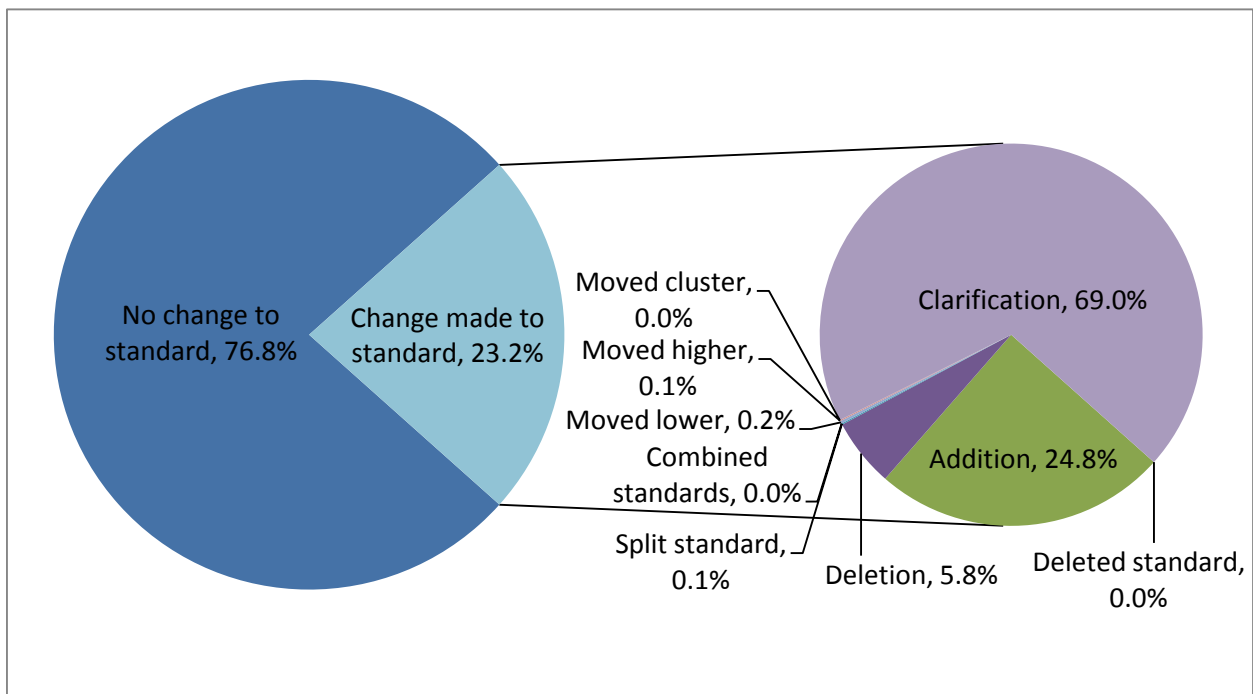 No change to
standard, 76.8%
Change made to
standard, 23.2%
Moved cluster,
0.0%
Moved higher,
0.1%
Moved lower, 0.2%
Combined
standards, 0.0%
Split standard,
0.1%
Clarification, 69.0%
Addition, 24.8%
Deletion, 5.8%
Deleted standard,
0.0%